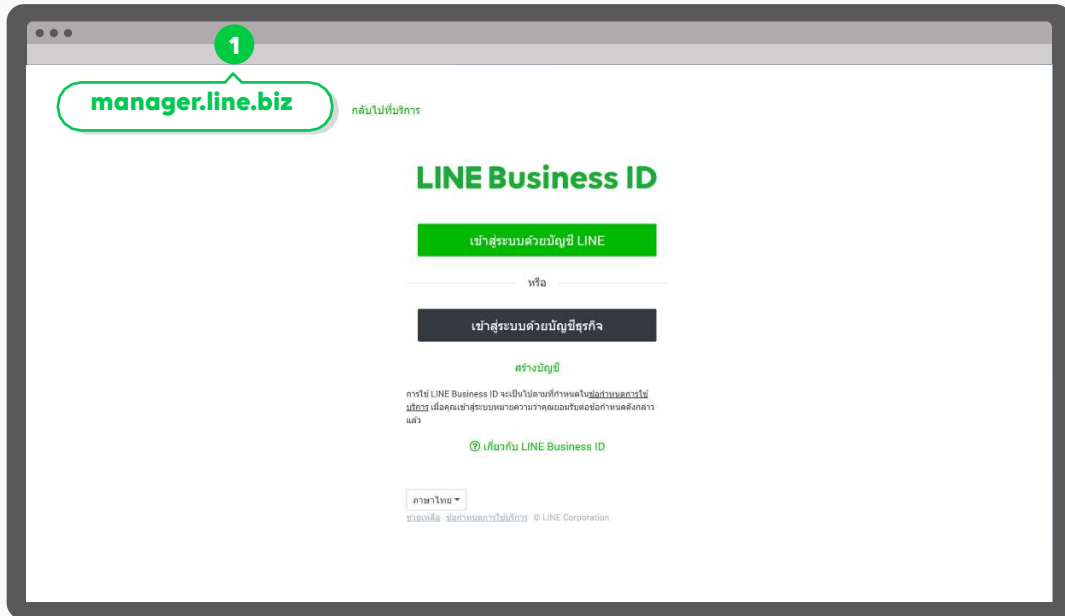 1
manager.line.biz
กลับไปที่บริการ
LINE Business ID
เข้าสู่ระบบด้วยบัญชี LINE
หรือ
เข้าสู่ระบบด้วยบัญชีธุรกิจ
สร้างบัญชี
การใช้ LINE Business ID จะเป็นไปตามที่กำหนดในข้อกำหนดการใช้
บริการ เมื่อคุณเข้าสู่ระบบหมายความว่าคุณยอมรับต่อข้อกำหนดดังกล่าว
แล้ว
? เกี่ยวกับ LINE Business ID
ภาษาไทย
ช่วยเหลือ ข้อกำหนดการใช้บริการ © LINE Corporation